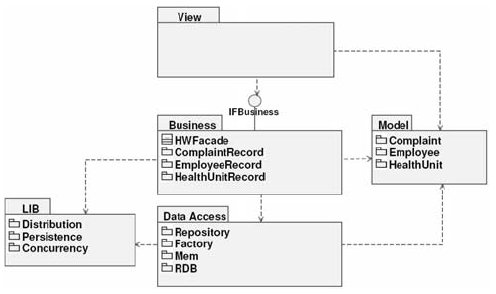 View
IFBusiness
Business
HWFacade
ComplaintRecord
EmployeeRecord
HealthUnitRecord
Model
Complaint
Employee
HealthUnit
LIB
Distribution
Persistence
Concurrency
Data Access
Repository
Factory
Mem
RDB